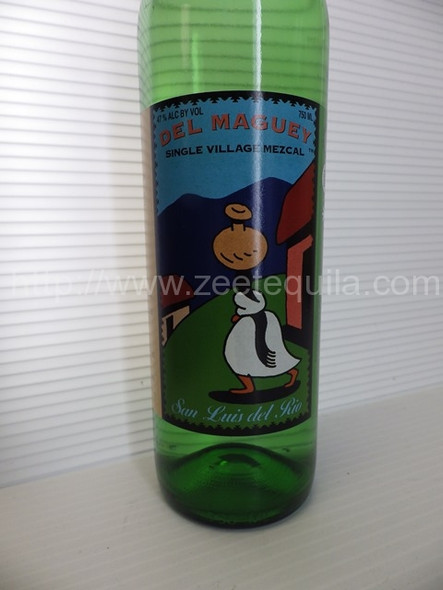 47% ALC BY VOL
750 ML
DEL MAGUEY
SINGLE VILLAGE MEZCAL
http://www.zeetequila.com
San Luis del Rio